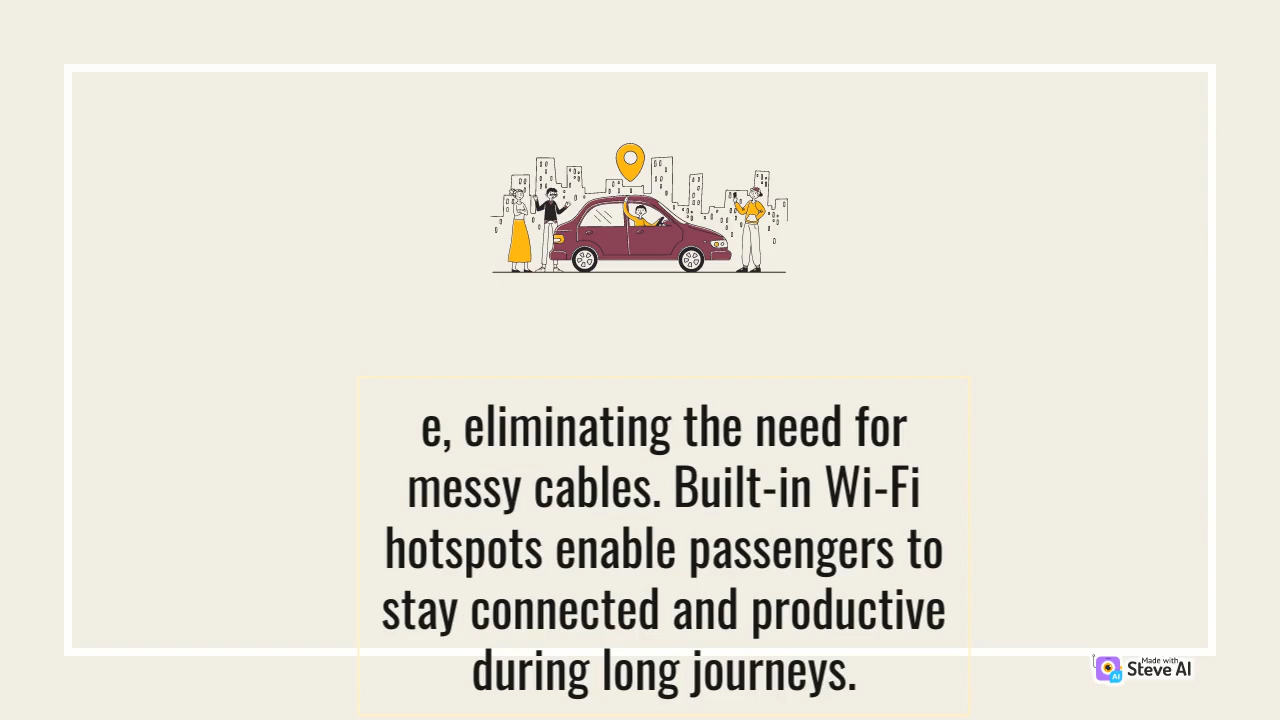 e, eliminating the need for
messy cables. Built-in Wi-Fi
hotspots enable passengers to
stay connected and productive
during long journeys.
Made with
Steve AI
AI